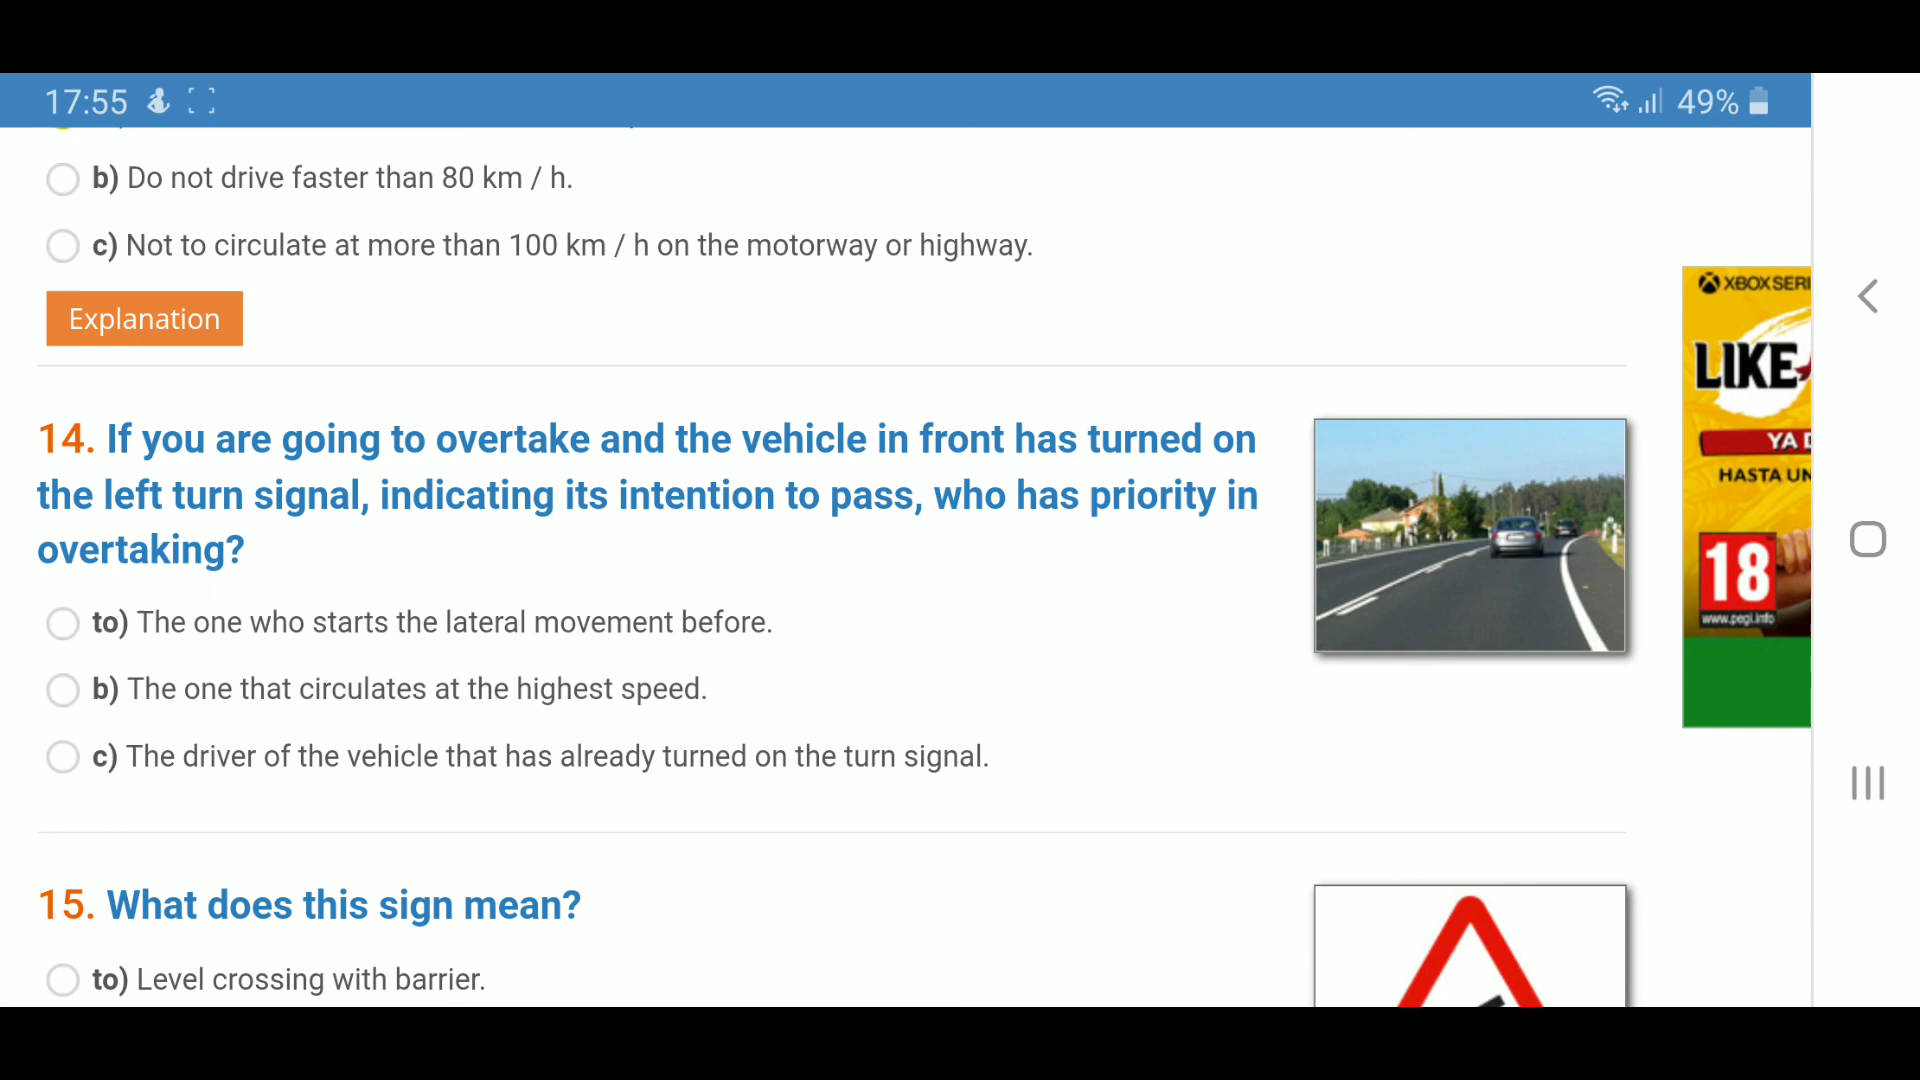 17:55
49%
b) Do not drive faster than 80 km / h.
c) Not to circulate at more than 100 km / h on the motorway or highway.
Explanation
XBOX SERI
LIKE
YA D
HASTA UN
18
www.pegi.info
14. If you are going to overtake and the vehicle in front has turned on
the left turn signal, indicating its intention to pass, who has priority in
overtaking?
to) The one who starts the lateral movement before.
b) The one that circulates at the highest speed.
c) The driver of the vehicle that has already turned on the turn signal.
15. What does this sign mean?
to) Level crossing with barrier.